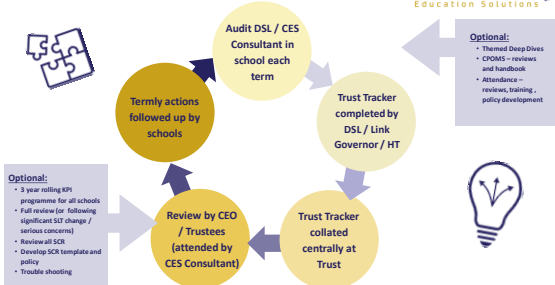 Education Solutions
Audit DSL / CES
Consultant in
school each
term
Optional:
• Themed Deep Dives
• CPOMS – reviews
and handbook
• Attendance –
reviews, training ,
policy development
Trust Tracker
completed by
DSL / Link
Governor / HT
Trust Tracker
collated
centrally at
Trust
Review by CEO
/ Trustees
(attended by
CES Consultant)
Termly actions
followed up by
schools
Optional:
• 3 year rolling KPI
programme for all schools
• Full review (or following
significant SLT change /
serious concerns)
• Review all SCR
• Develop SCR template and
policy
• Trouble shooting